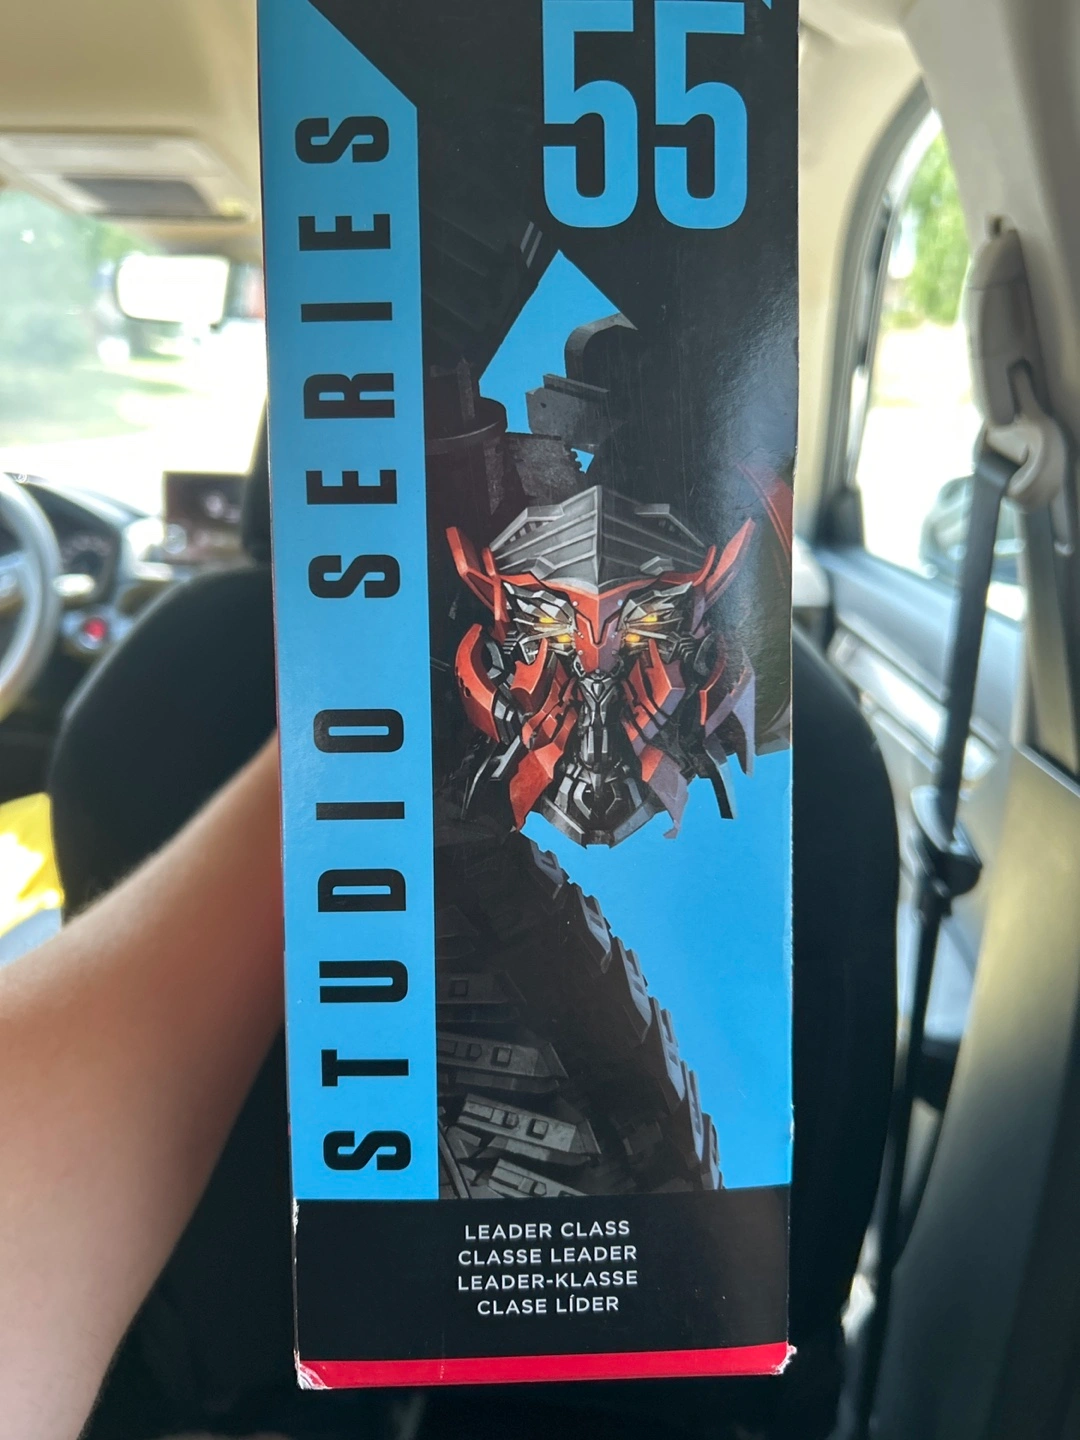 55
STUDIO SERIES
LEADER CLASS
CLASSE LEADER
LEADER-KLASSE
CLASE LÍDER